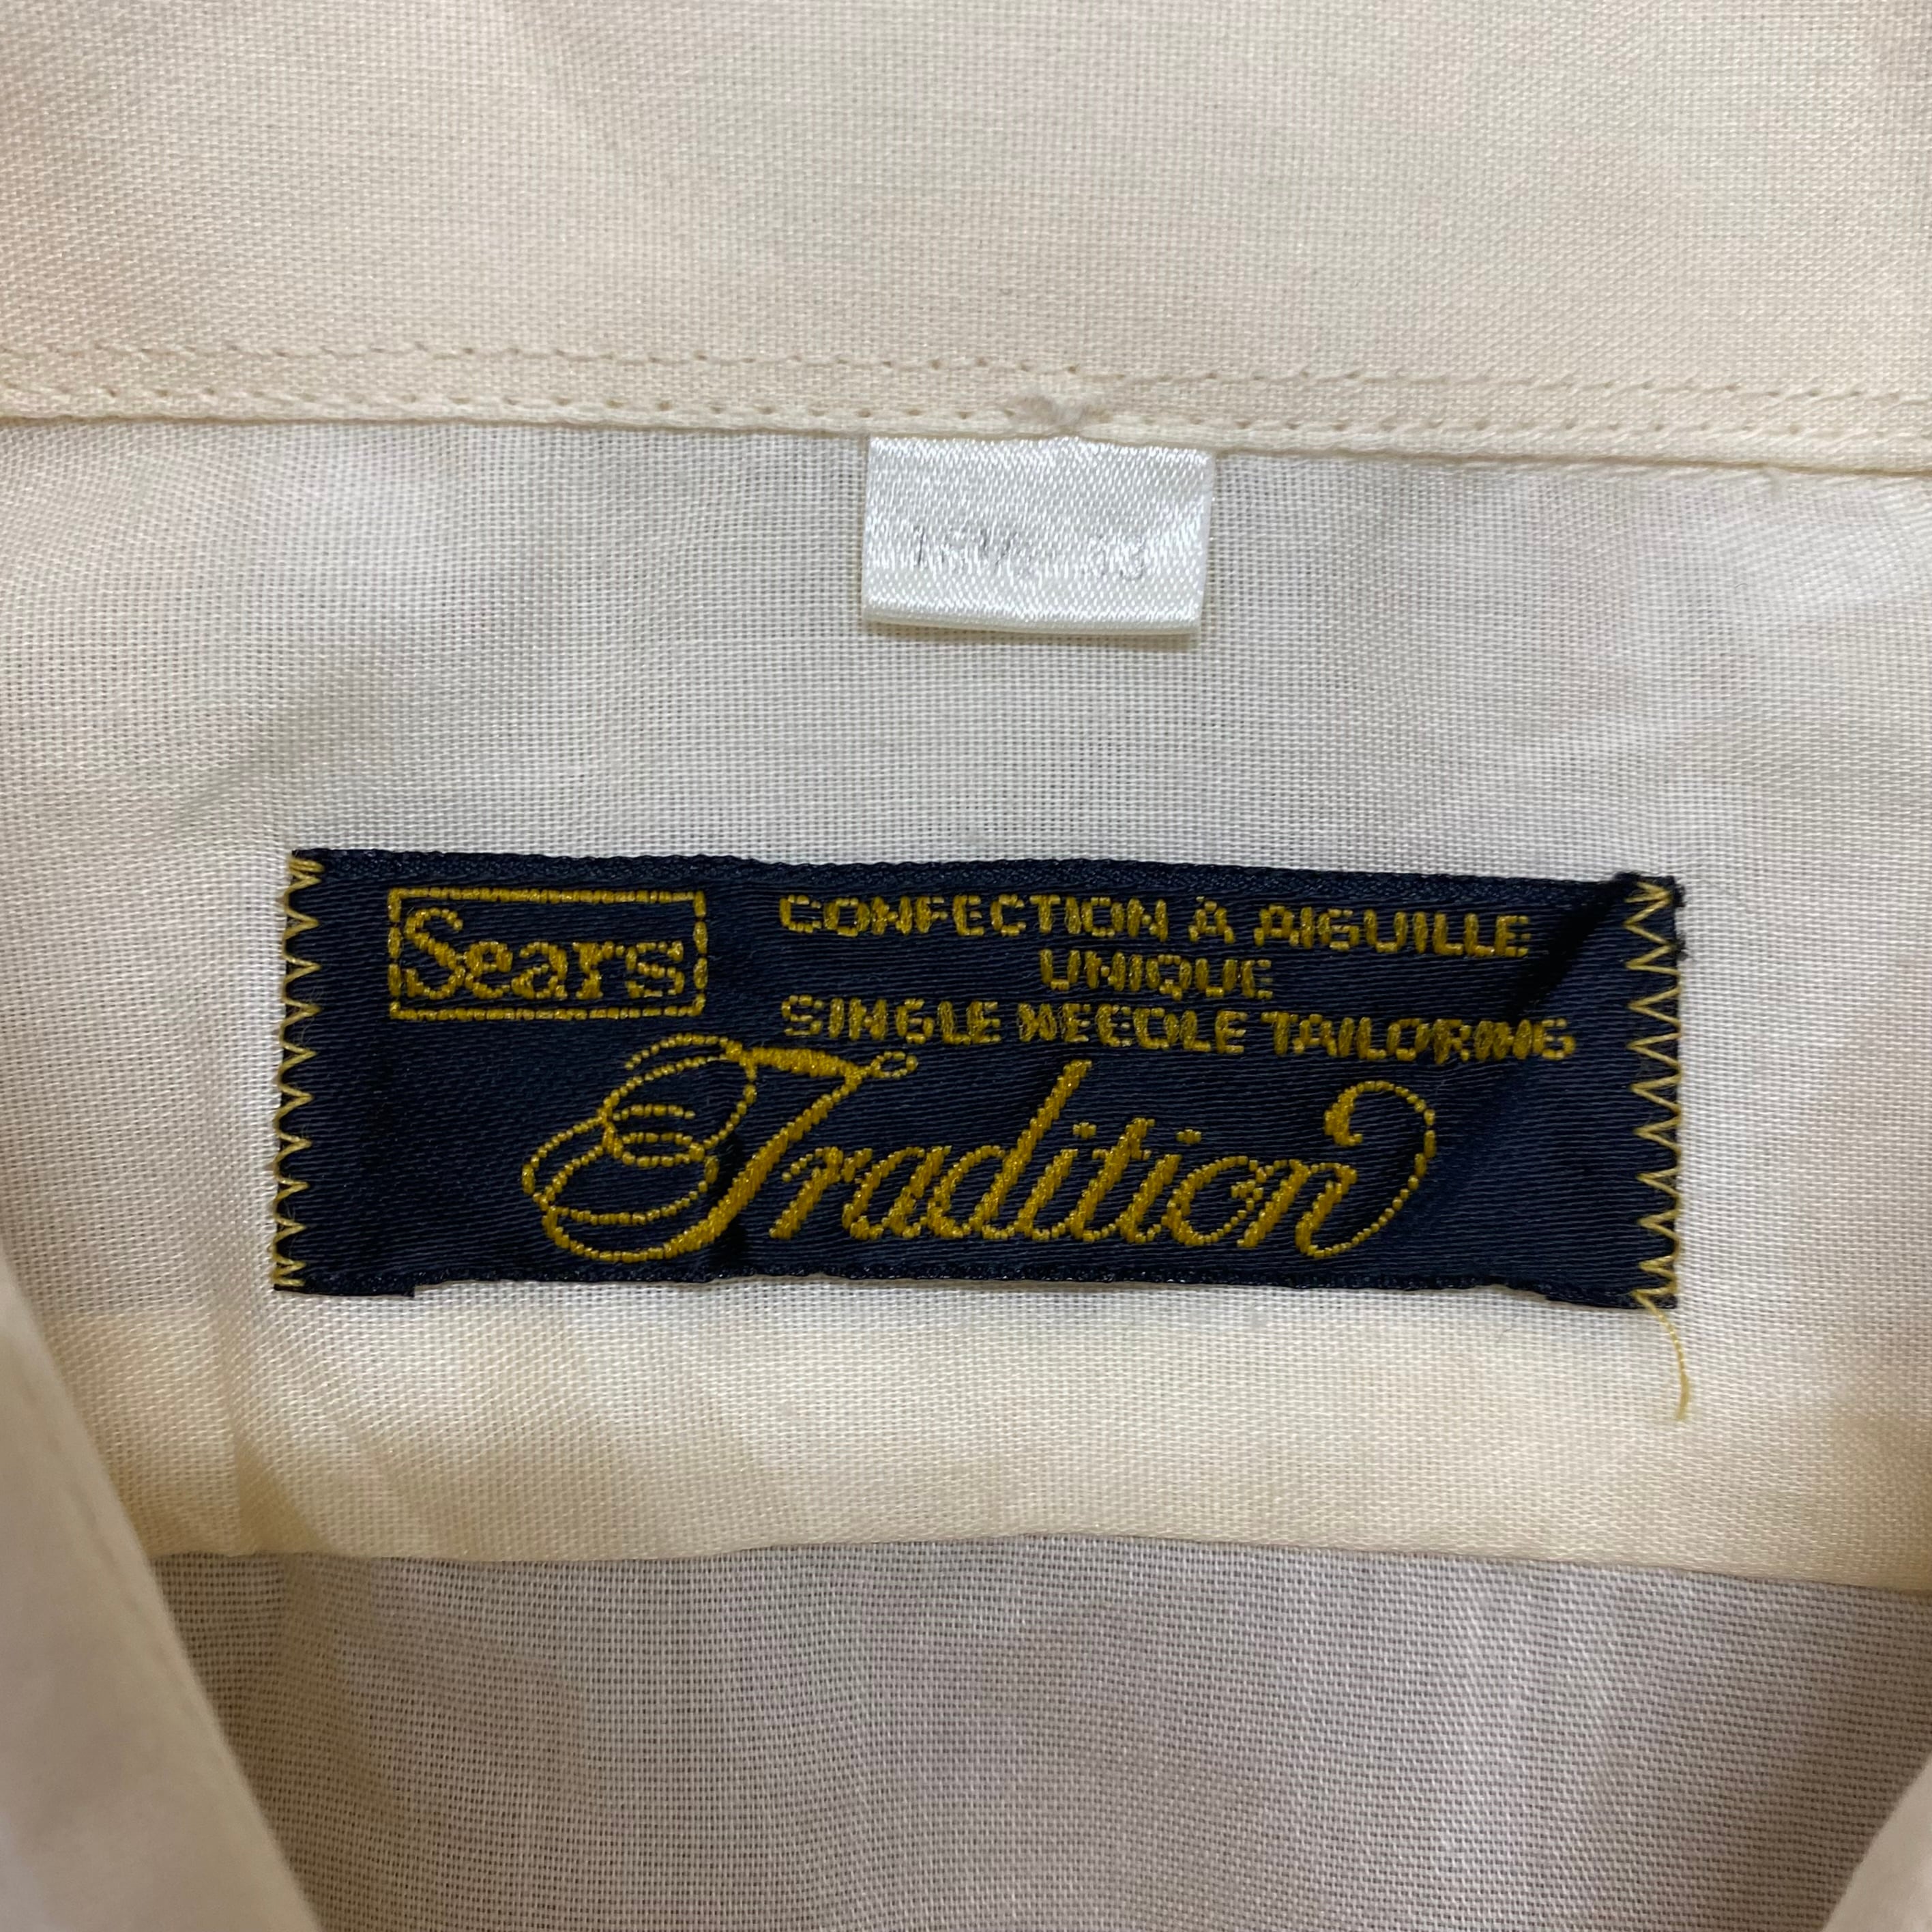 Sears
CONFECTION À AIGUILLE
UNIQUE
SINGLE NEEDLE TAILORING
Tradition